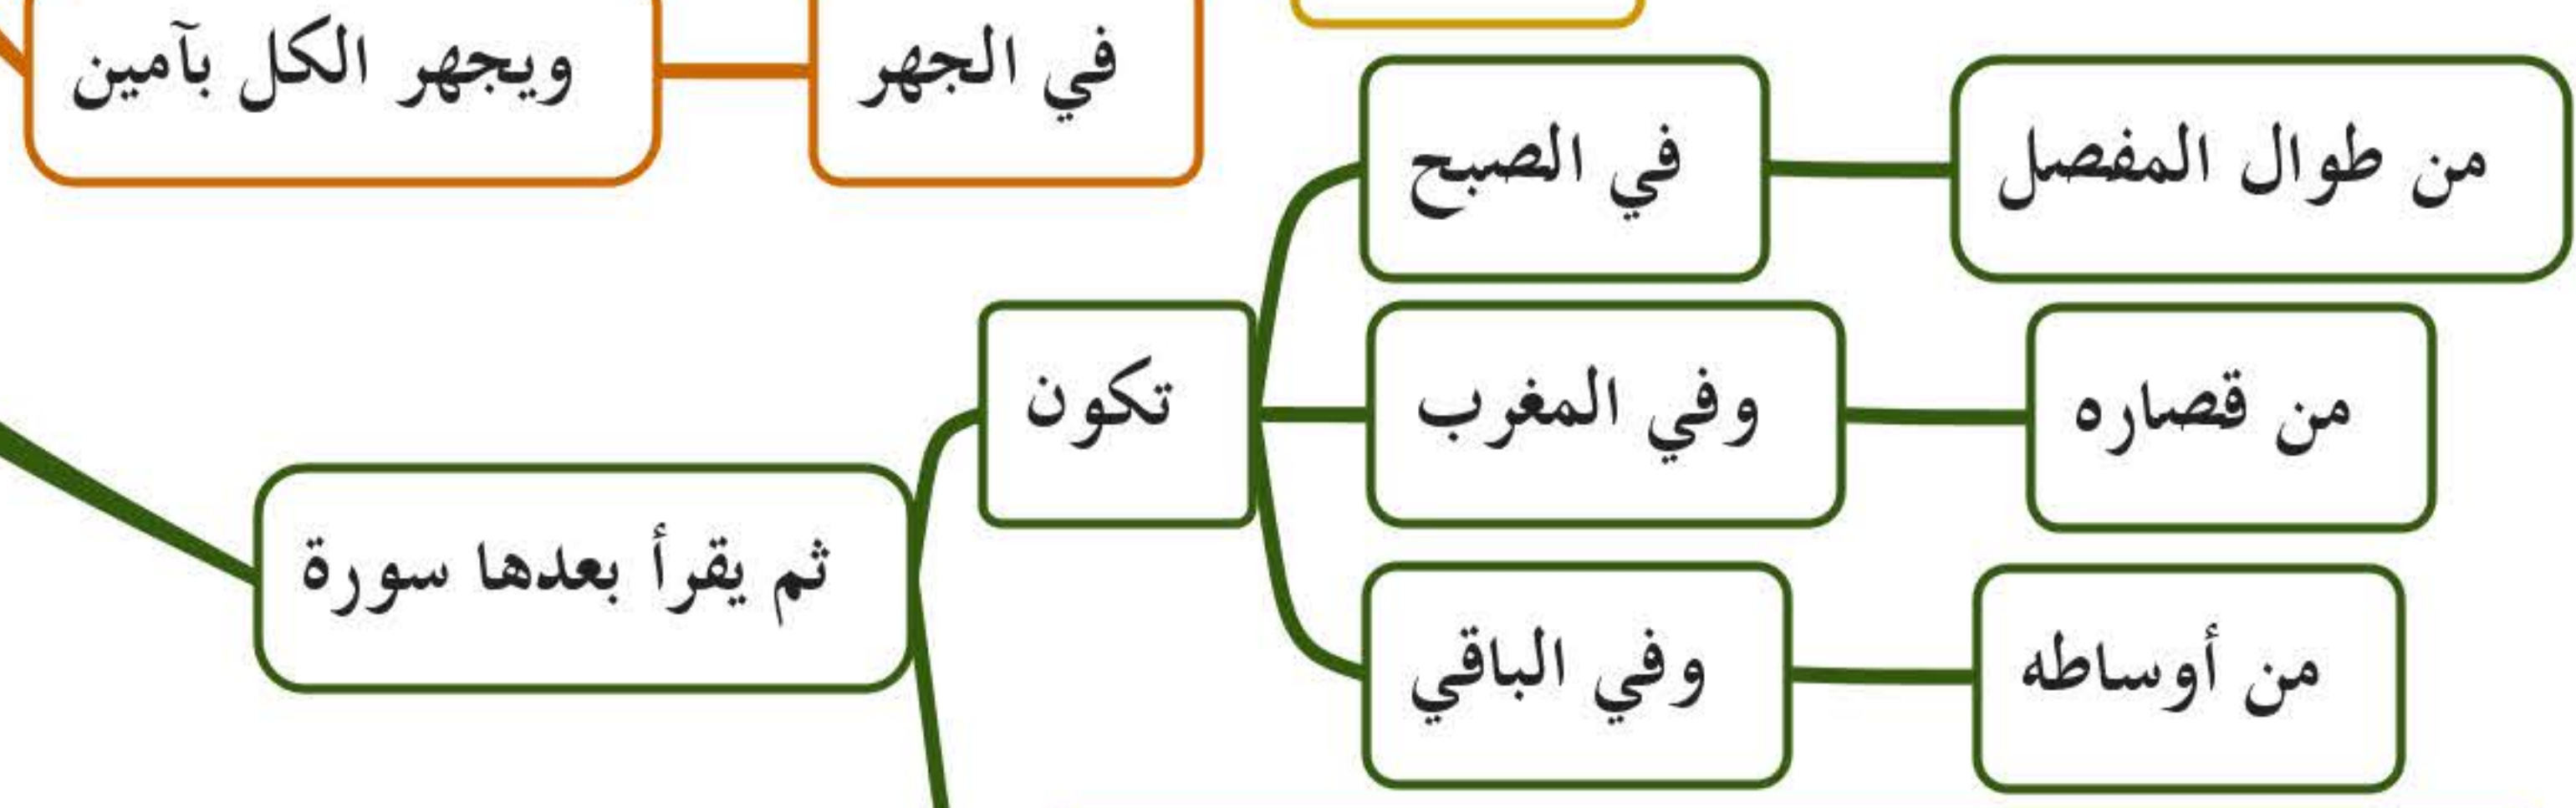 ويجهر الكل بآمين
في الجهر
ثم يقرأ بعدها سورة
تكون
في الصبح
من طوال المفصل
وفي المغرب
من قصاره
وفي الباقي
من أوساطه